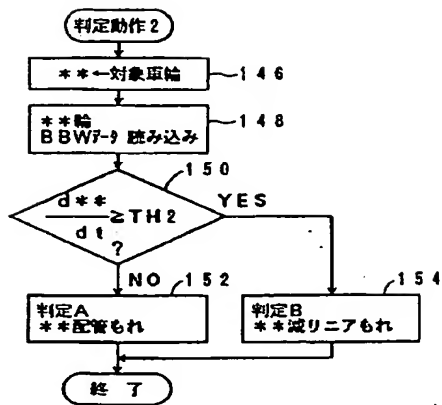 判定動作2
**←対象車輪
146
**輪
BBWデータ 読み込み
148
150
d**
dt
≧TH2
?
YES
NO
152
154
判定A
**配管もれ
判定B
**減リニアもれ
終了